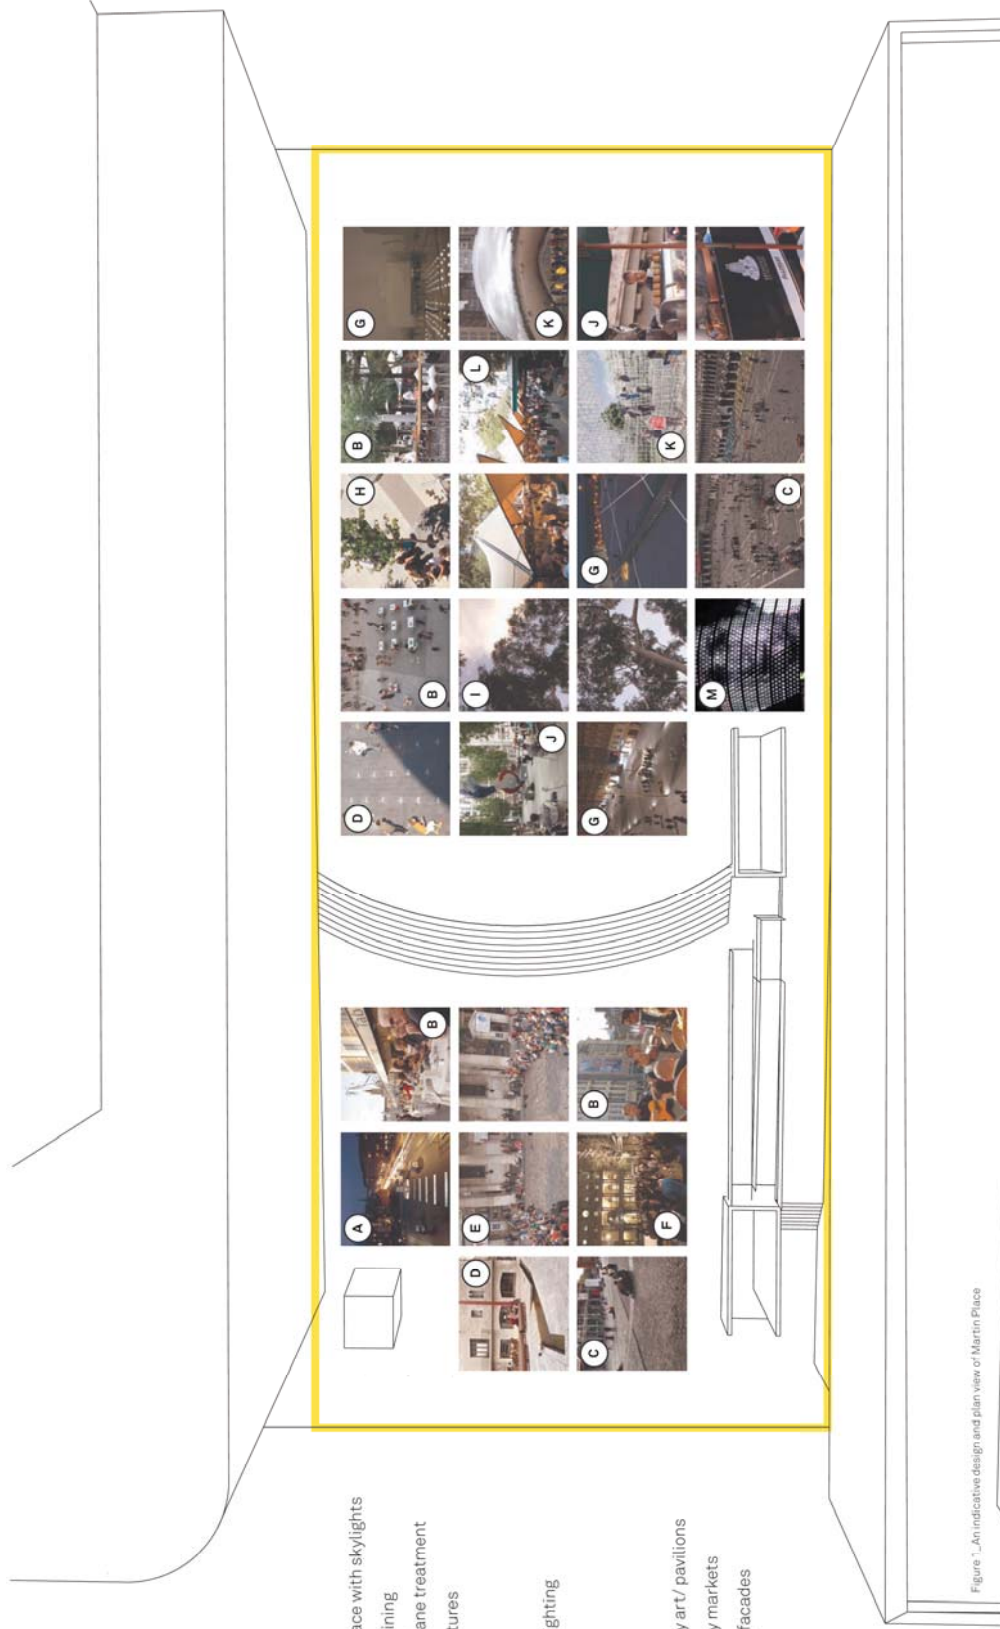 ace with skylights
ining
ane treatment
tures
ghting
y art/ pavilions
y markets
facades
A
B
D
B
H
B
G
D
E
J
I
L
K
C
F
B
G
G
K
J
M
C
Figure 1_An indicative design and plan view of Martin Place